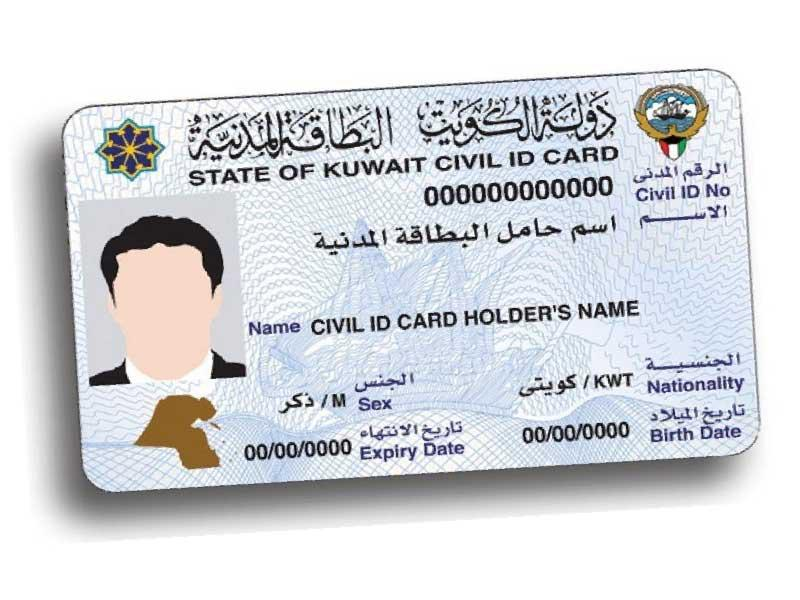 دولة الكويت البطاقة المدنية
STATE OF KUWAIT CIVIL ID CARD
000000000000 الرقم المدني
Civil ID No
اسم حامل البطاقة المدنية الاســـم
Name CIVIL ID CARD HOLDER'S NAME
الجنسيـــة
كويتي / KWT Nationality
الجنس
ذكر / M Sex
تاريخ الميلاد
00/00/0000 Birth Date
تاريخ الانتهاء
00/00/0000 Expiry Date